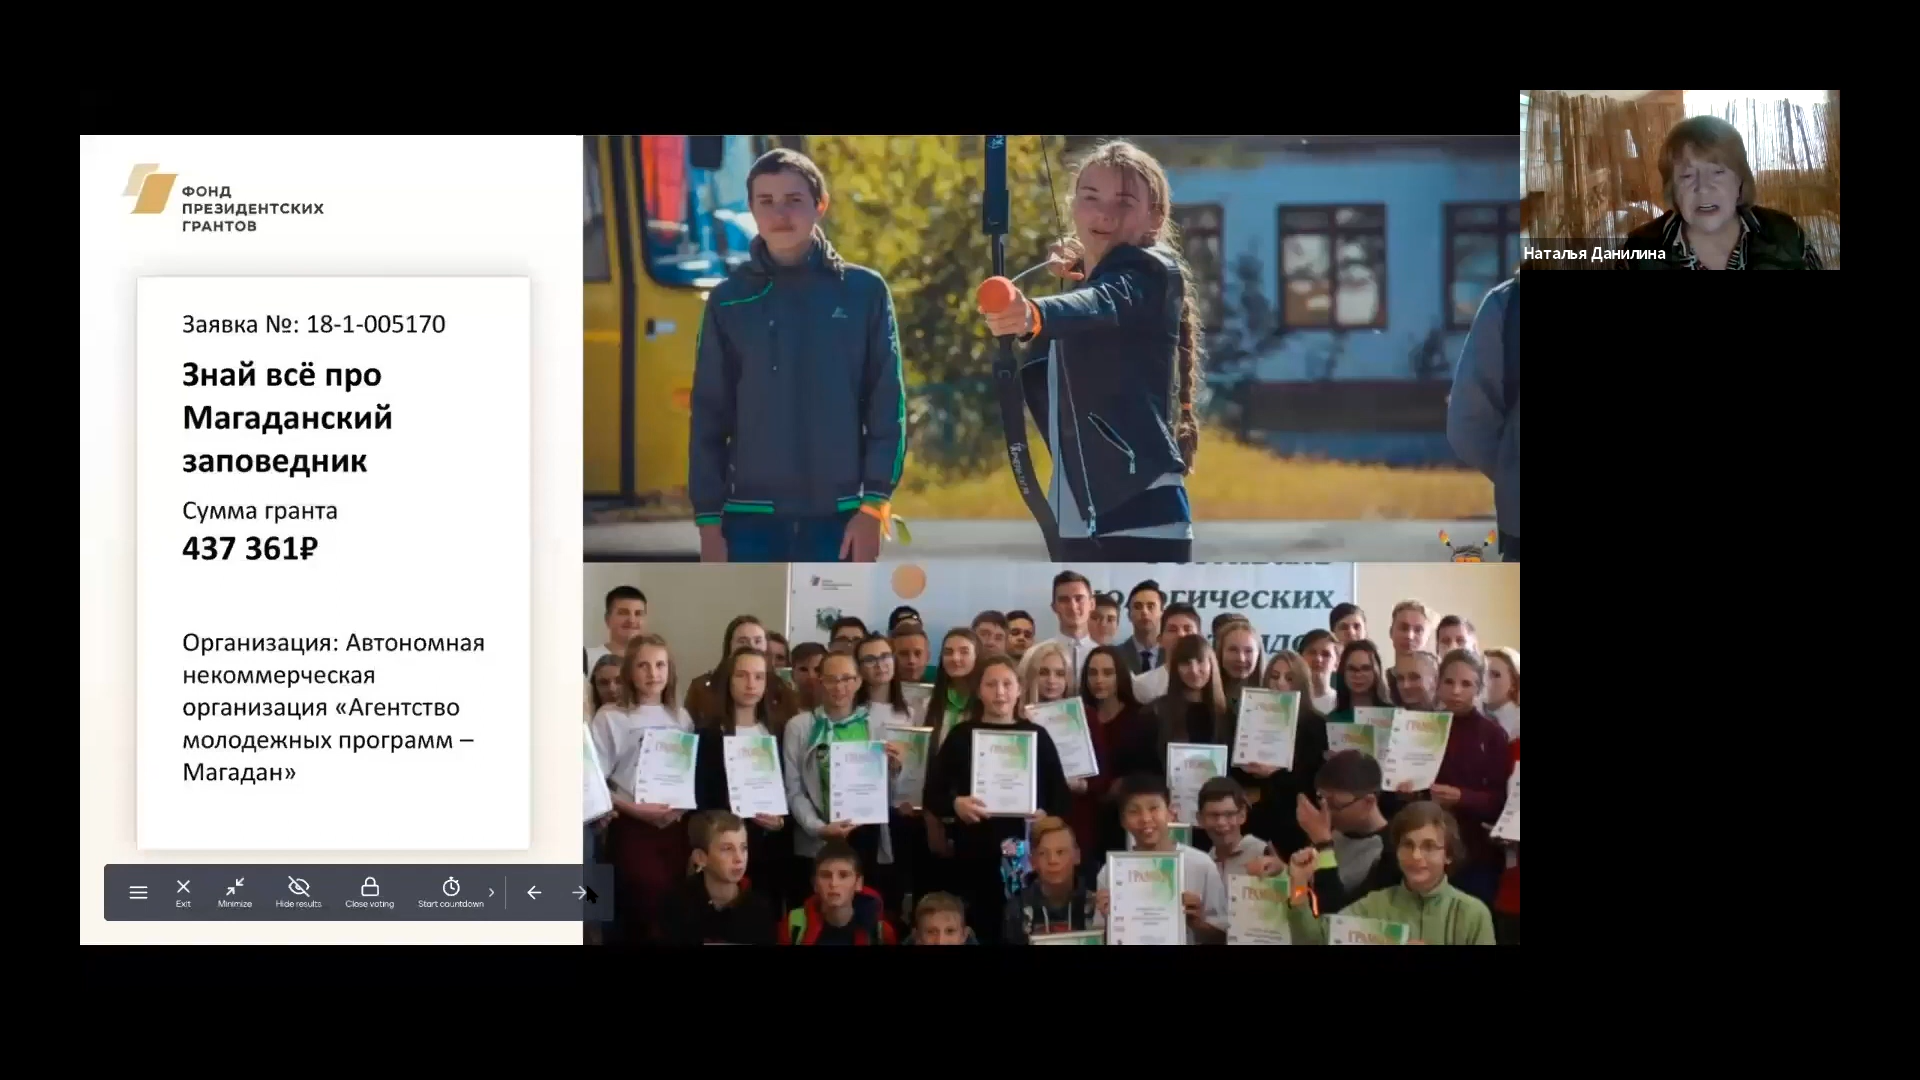 ФОНД
ПРЕЗИДЕНТСКИХ
ГРАНТОВ
Заявка №: 18-1-005170
Знай всё про
Магаданский
заповедник
Сумма гранта
437 361₽
Организация: Автономная
некоммерческая
организация «Агентство
молодежных программ –
Магадан»
Exit
Minimize
Hide results
Close voting
Start countdown
Наталья Данилина